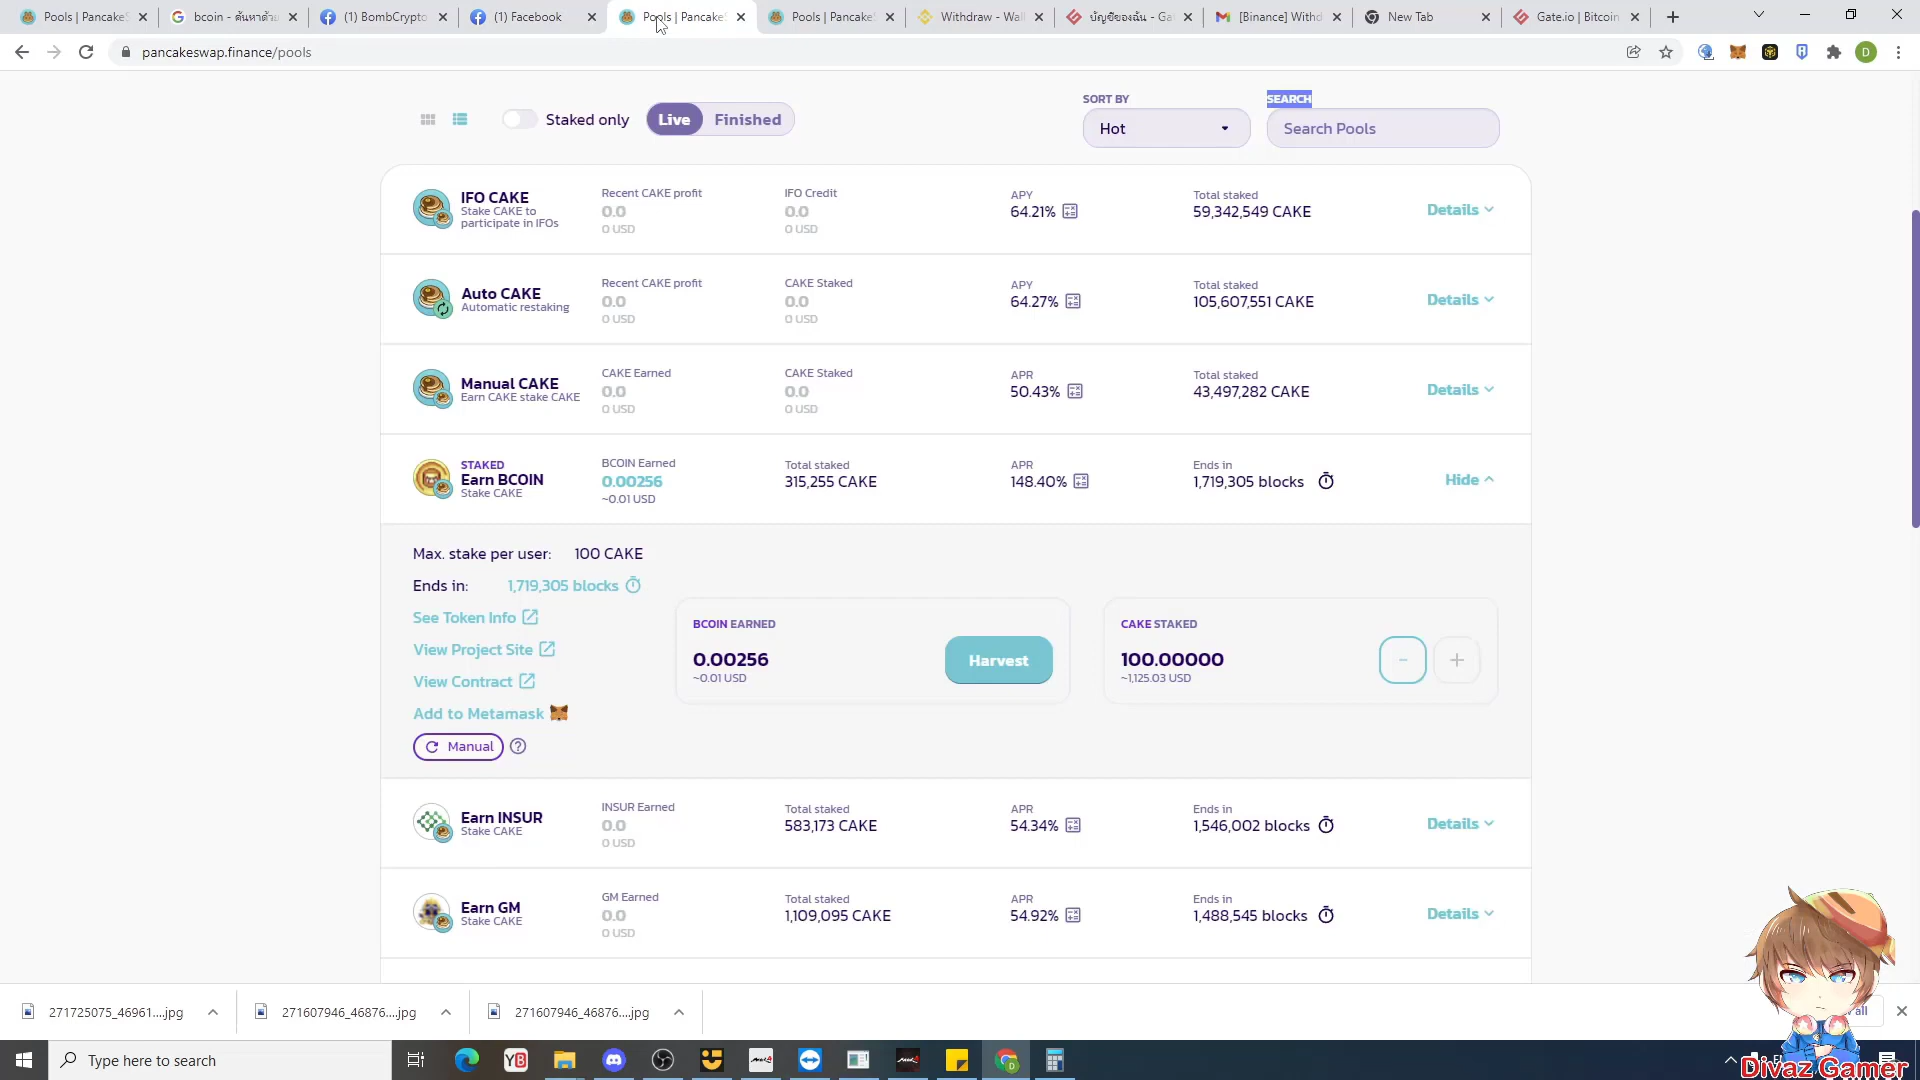 Pools | PancakeS
bcoin - ค้นหาด้วย
(1) BombCrypto
(1) Facebook
Pools | PancakeS
Pools | PancakeS
Withdraw - Wall
บัญชีของฉัน - Ga
[Binance] Withd
New Tab
Gate.io | Bitcoin
pancakeswap.finance/pools
D
Staked only
Live
Finished
SORT BY
Hot
SEARCH
Search Pools
IFO CAKE
Stake CAKE to
participate in IFOs
Recent CAKE profit
0.0
0 USD
IFO Credit
0.0
0 USD
APY
64.21%
Total staked
59,342,549 CAKE
Details
Auto CAKE
Automatic restaking
Recent CAKE profit
0.0
0 USD
CAKE Staked
0.0
0 USD
APY
64.27%
Total staked
105,607,551 CAKE
Details
Manual CAKE
Earn CAKE stake CAKE
CAKE Earned
0.0
0 USD
CAKE Staked
0.0
0 USD
APR
50.43%
Total staked
43,497,282 CAKE
Details
STAKED
Earn BCOIN
Stake CAKE
BCOIN Earned
0.00256
~0.01 USD
Total staked
315,255 CAKE
APR
148.40%
Ends in
1,719,305 blocks
Hide
Max. stake per user: 100 CAKE
Ends in: 1,719,305 blocks
See Token Info
View Project Site
View Contract
Add to Metamask
Manual
BCOIN EARNED
0.00256
~0.01 USD
Harvest
CAKE STAKED
100.00000
~1,125.03 USD
-
+
Earn INSUR
Stake CAKE
INSUR Earned
0.0
0 USD
Total staked
583,173 CAKE
APR
54.34%
Ends in
1,546,002 blocks
Details
Earn GM
Stake CAKE
GM Earned
0.0
0 USD
Total staked
1,109,095 CAKE
APR
54.92%
Ends in
1,488,545 blocks
Details
271725075_46961....jpg
271607946_46876....jpg
271607946_46876....jpg
all
Type here to search
YB
Divaz Gamer